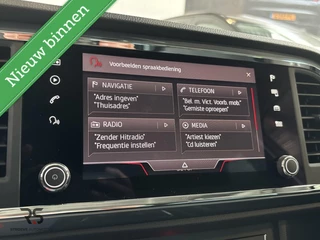 Nieuw binnen
Voorbeelden spraakbediening
NAVIGATIE
"Adres ingeven"
"Thuisadres"
TELEFOON
"Bel. m. Vict. Voorb. mob."
"Gemiste oproepen"
RADIO
"Zender Hitradio"
"Frequentie instellen"
MEDIA
"Artiest kiezen"
"Cd luisteren"